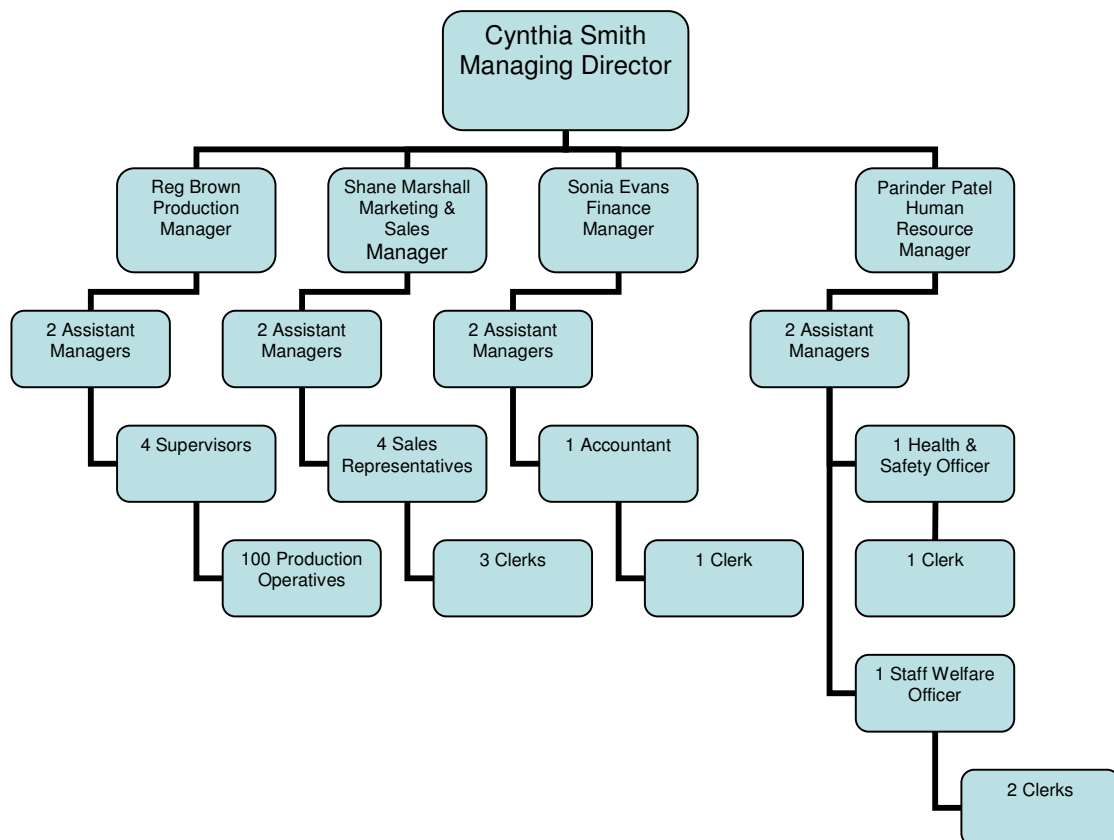 Cynthia Smith
Managing Director
Reg Brown
Production
Manager
Shane Marshall
Marketing &
Sales
Manager
Sonia Evans
Finance
Manager
Parinder Patel
Human
Resource
Manager
2 Assistant
Managers
2 Assistant
Managers
2 Assistant
Managers
2 Assistant
Managers
4 Supervisors
4 Sales
Representatives
1 Accountant
1 Health &
Safety Officer
100 Production
Operatives
3 Clerks
1 Clerk
1 Clerk
1 Staff Welfare
Officer
2 Clerks